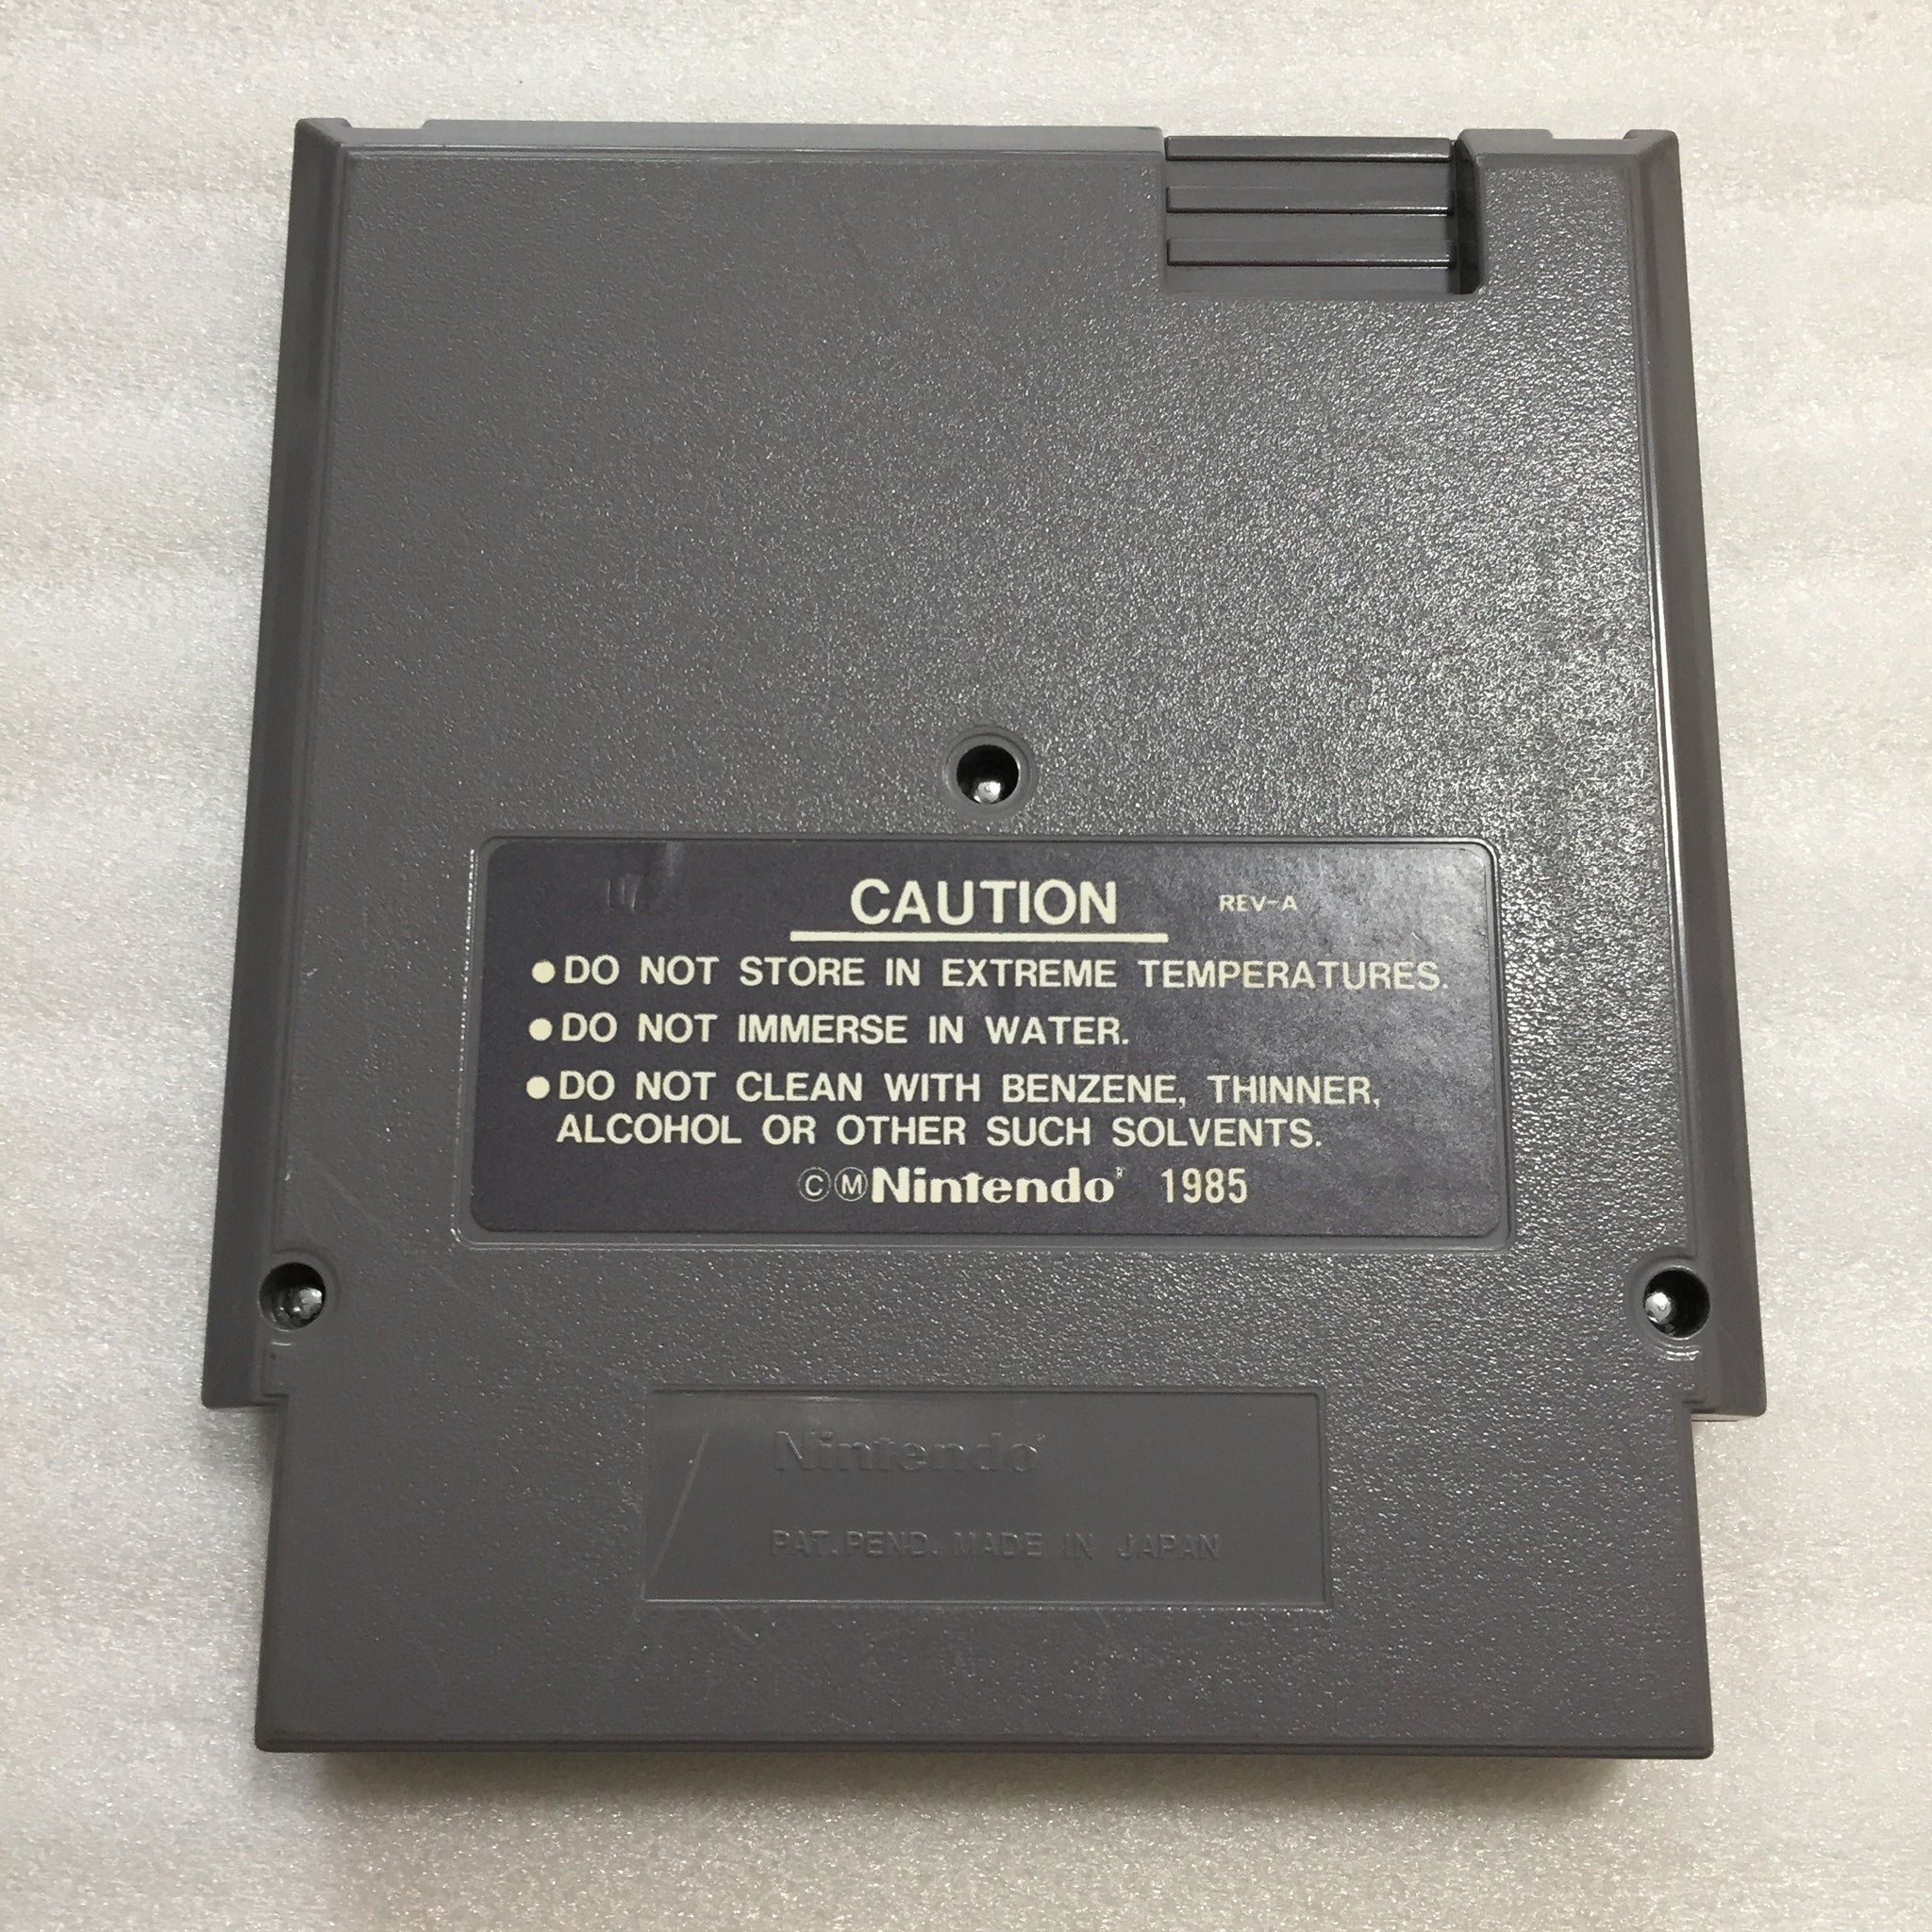 CAUTION REV-A
●DO NOT STORE IN EXTREME TEMPERATURES.
●DO NOT IMMERSE IN WATER.
●DO NOT CLEAN WITH BENZENE, THINNER,
ALCOHOL OR OTHER SUCH SOLVENTS.
©ⓂNintendo® 1985
Nintendo®
PAT. PEND. MADE IN JAPAN